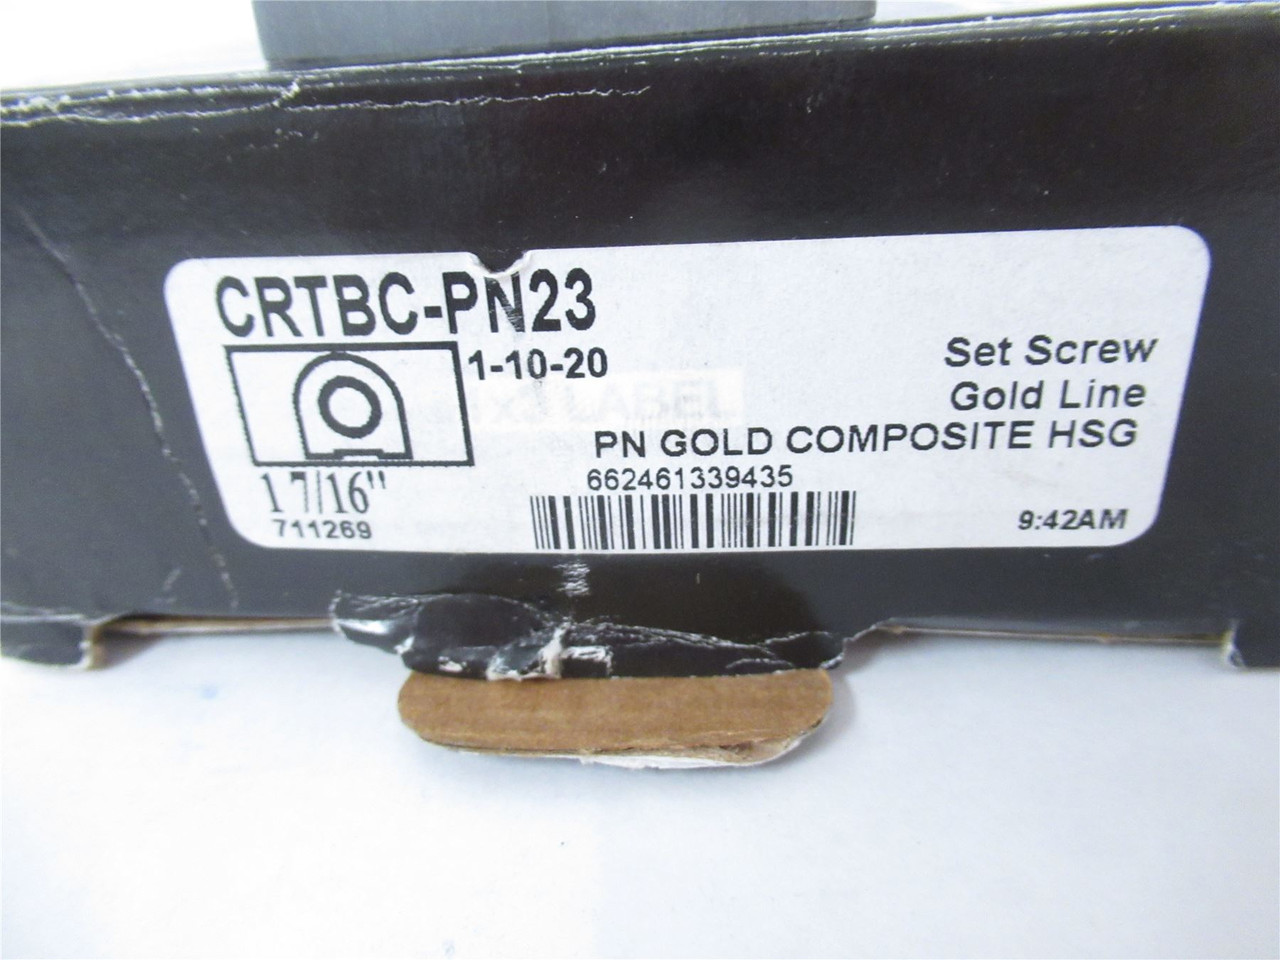 CRTBC-PN23
1-10-20
Set Screw
Gold Line
PN GOLD COMPOSITE HSG
662461339435
1 7/16"
711269
9:42AM
LABEL